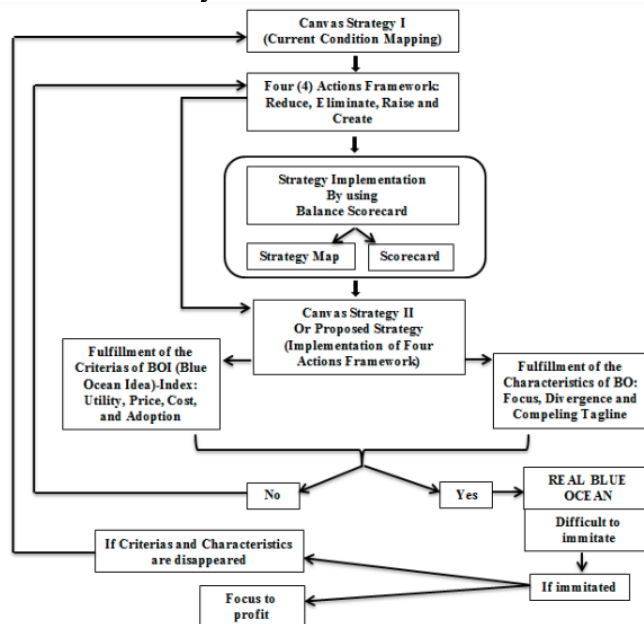 Canvas Strategy I
(Current Condition Mapping)
Four (4) Actions Framework:
Reduce, Eliminate, Raise and
Create
Strategy Implementation
By using
Balance Scorecard
Strategy Map
Scorecard
Canvas Strategy II
Or Proposed Strategy
(Implementation of Four
Actions Framework)
Fulfillment of the
Criterias of BOI (Blue
Ocean Idea)-Index:
Utility, Price, Cost,
and Adoption
Fulfillment of the
Characteristics of BO:
Focus, Divergence and
Compeling Tagline
No
Yes
REAL BLUE
OCEAN
Difficult to
immitate
If Criterias and Characteristics
are disappeared
If immitated
Focus to
profit